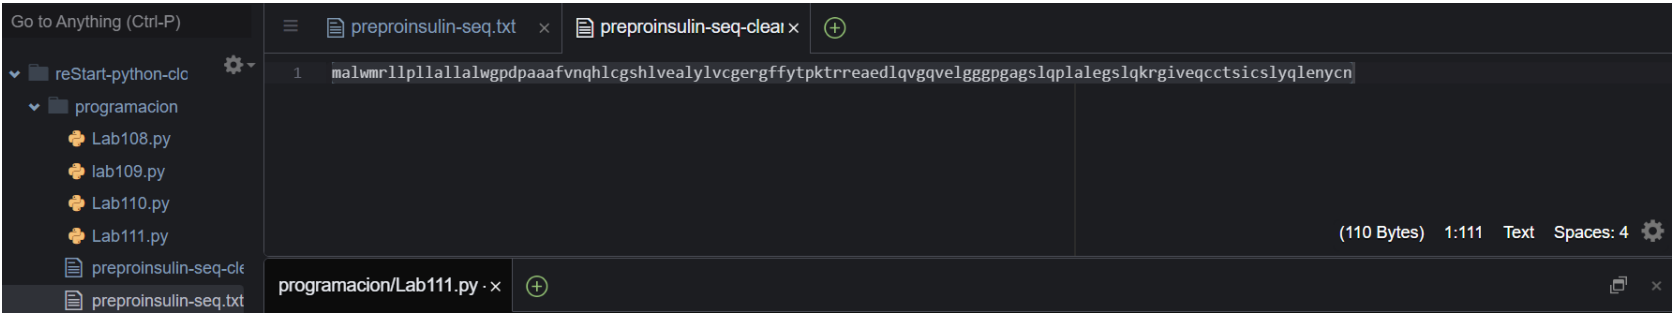 Go to Anything (Ctrl-P)
preproinsulin-seq.txt ×
preproinsulin-seq-clear ×
reStart-python-clo
programacion
Lab108.py
lab109.py
Lab110.py
Lab111.py
preproinsulin-seq-cle
preproinsulin-seq.txt
1 malwmrllpllallalwgpdpaaafvnqhlcgshlvealylvcgergffytpktrreaedlqvgqvelgggpgagslqplalegslqkrgiveqcctsicslyqlenycn
(110 Bytes) 1:111 Text Spaces: 4
programacion/Lab111.py · ×